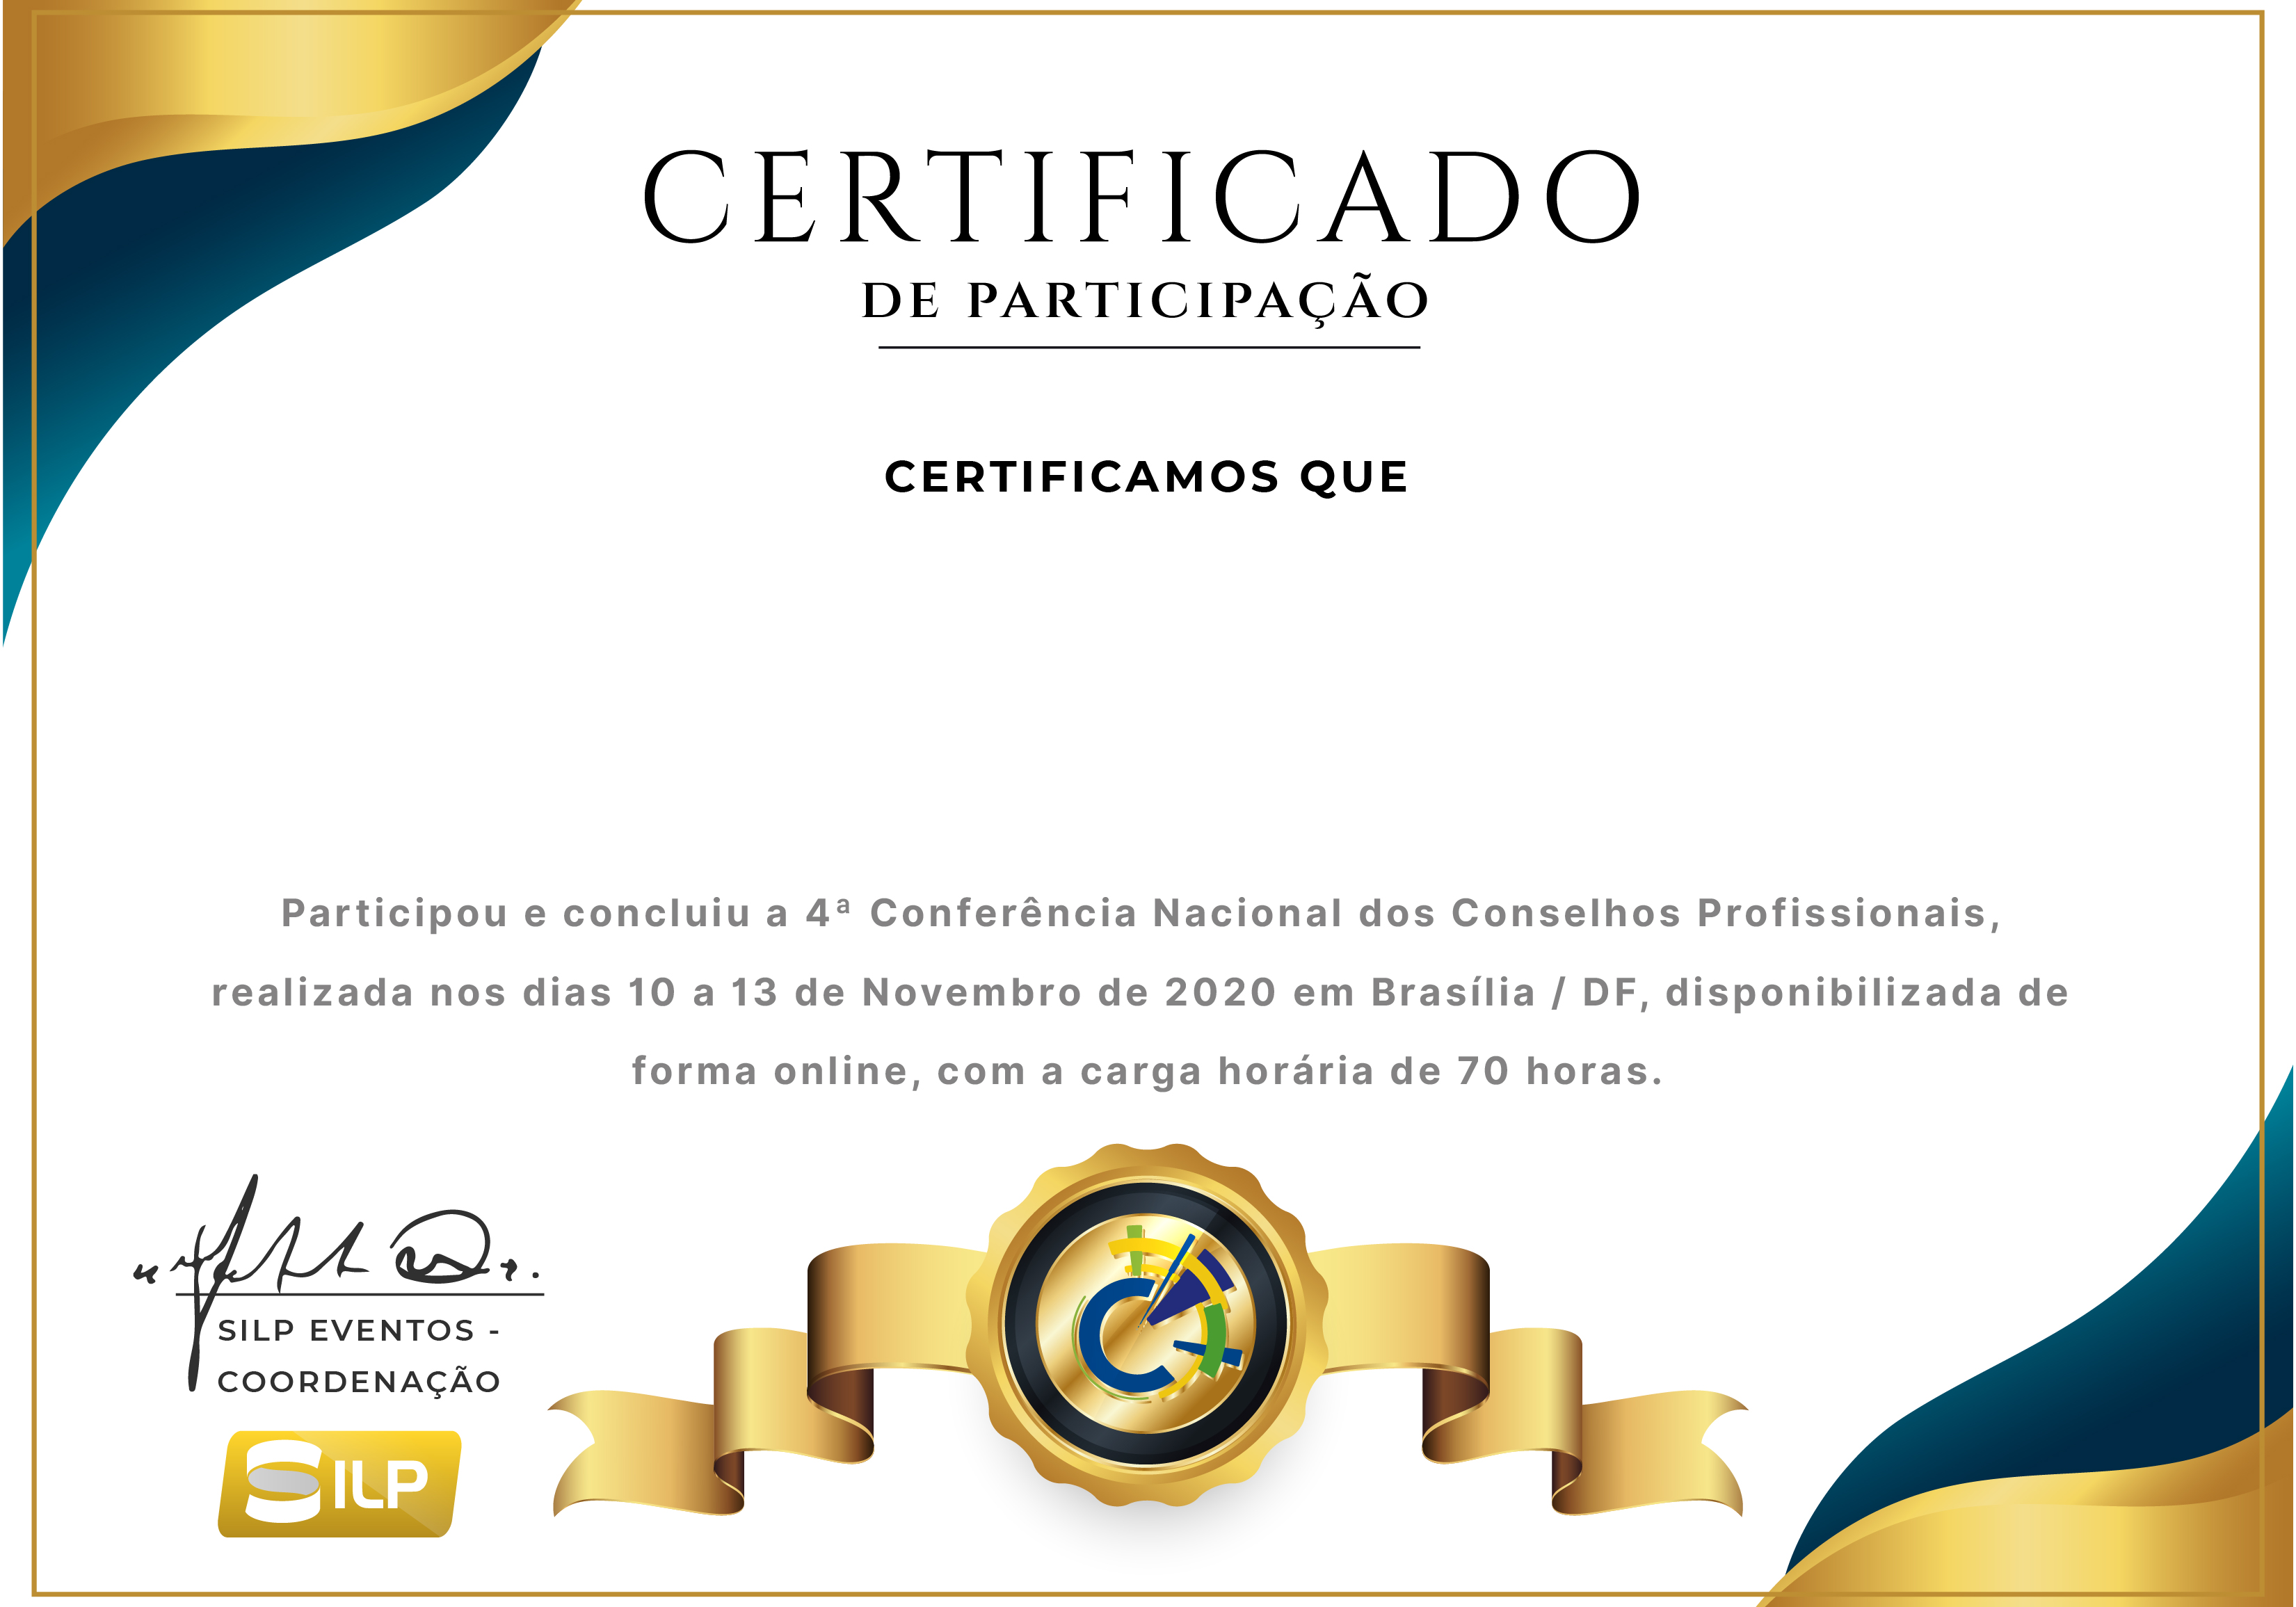 CERTIFICADO
DE PARTICIPAÇÃO
CERTIFICAMOS QUE
Participou e concluiu a 4ª Conferência Nacional dos Conselhos Profissionais,
realizada nos dias 10 a 13 de Novembro de 2020 em Brasília / DF, disponibilizada de
forma online, com a carga horária de 70 horas.
SILP EVENTOS -
COORDENAÇÃO
SILP